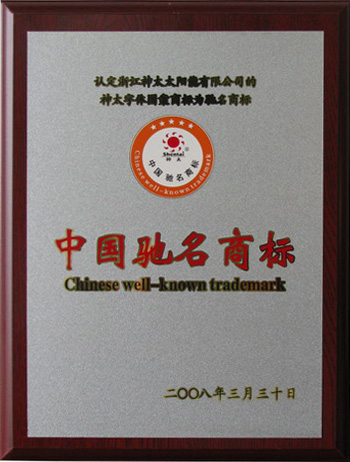 认定浙江神太太阳能有限公司的
神太字体图案商标为驰名商标
Shentai
神太
中国驰名商标
Chinese well-known trademark
中国驰名商标
Chinese well-known trademark
二〇〇八年三月三十日